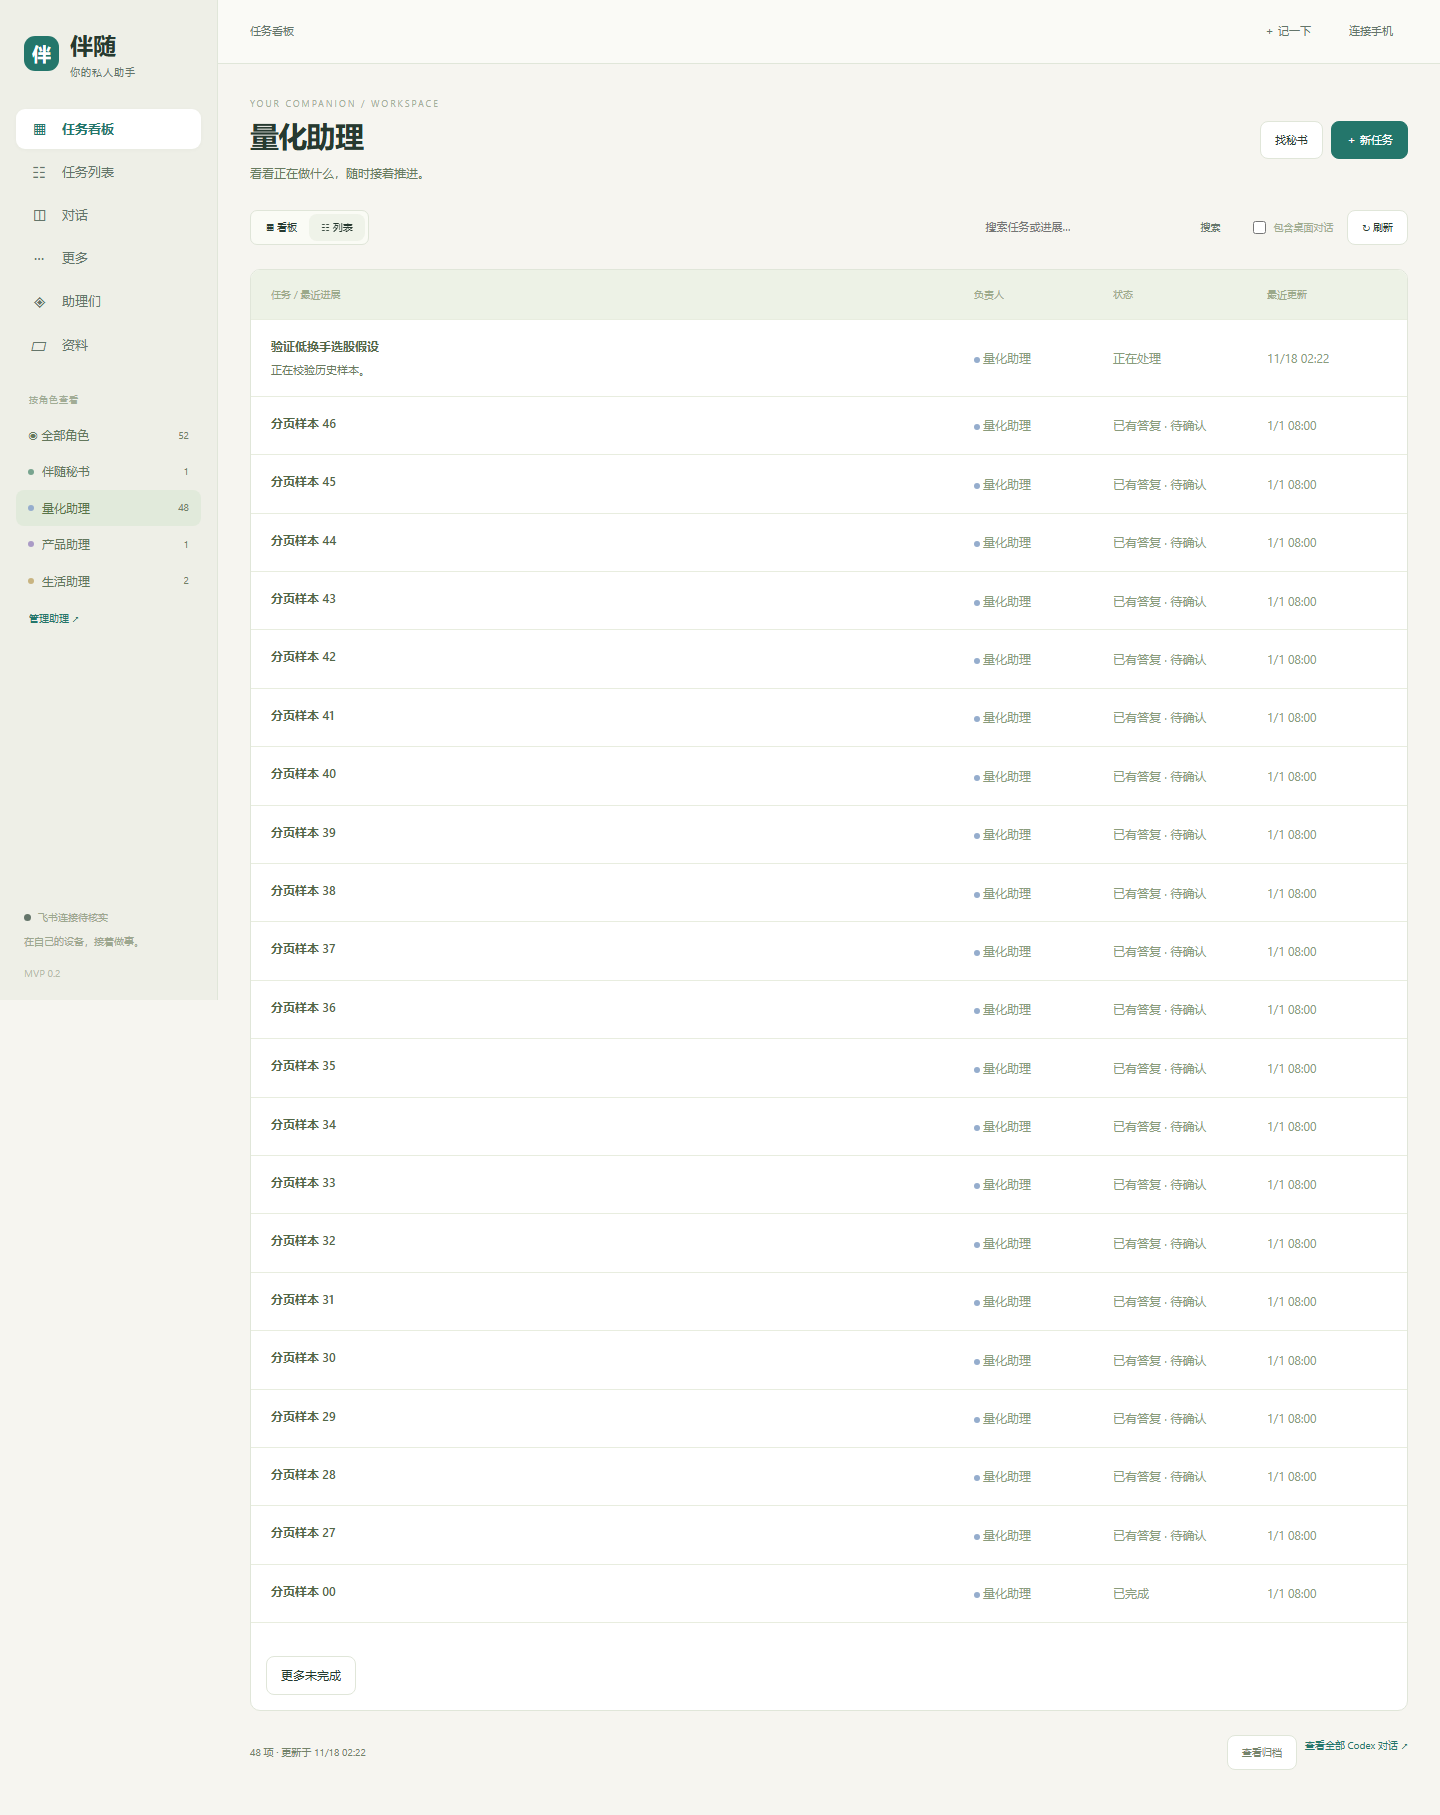 伴
伴随
你的私人助手
任务看板
任务列表
对话
更多
助理们
资料
按角色查看
全部角色 52
伴随秘书 1
量化助理 48
产品助理 1
生活助理 2
管理助理 ↗
飞书连接待核实
在自己的设备，接着做事。
MVP 0.2
任务看板
+ 记一下
连接手机
YOUR COMPANION / WORKSPACE
量化助理
看看正在做什么，随时接着推进。
找秘书
+ 新任务
看板
列表
搜索任务或进展...
搜索
包含桌面对话
↻ 刷新
任务 / 最近进展 负责人 状态 最近更新
验证低换手选股假设
正在校验历史样本。
量化助理 正在处理 11/18 02:22
分页样本 46 量化助理 已有答复 · 待确认 1/1 08:00
分页样本 45 量化助理 已有答复 · 待确认 1/1 08:00
分页样本 44 量化助理 已有答复 · 待确认 1/1 08:00
分页样本 43 量化助理 已有答复 · 待确认 1/1 08:00
分页样本 42 量化助理 已有答复 · 待确认 1/1 08:00
分页样本 41 量化助理 已有答复 · 待确认 1/1 08:00
分页样本 40 量化助理 已有答复 · 待确认 1/1 08:00
分页样本 39 量化助理 已有答复 · 待确认 1/1 08:00
分页样本 38 量化助理 已有答复 · 待确认 1/1 08:00
分页样本 37 量化助理 已有答复 · 待确认 1/1 08:00
分页样本 36 量化助理 已有答复 · 待确认 1/1 08:00
分页样本 35 量化助理 已有答复 · 待确认 1/1 08:00
分页样本 34 量化助理 已有答复 · 待确认 1/1 08:00
分页样本 33 量化助理 已有答复 · 待确认 1/1 08:00
分页样本 32 量化助理 已有答复 · 待确认 1/1 08:00
分页样本 31 量化助理 已有答复 · 待确认 1/1 08:00
分页样本 30 量化助理 已有答复 · 待确认 1/1 08:00
分页样本 29 量化助理 已有答复 · 待确认 1/1 08:00
分页样本 28 量化助理 已有答复 · 待确认 1/1 08:00
分页样本 27 量化助理 已有答复 · 待确认 1/1 08:00
分页样本 00 量化助理 已完成 1/1 08:00
更多未完成
48 项 · 更新于 11/18 02:22
查看归档
查看全部 Codex 对话 ↗